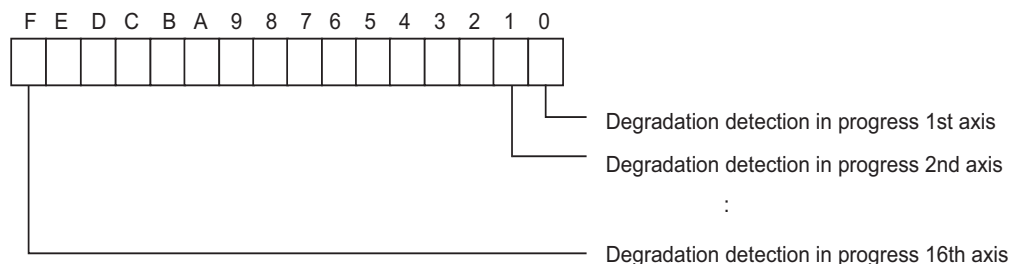 F E D C B A 9 8 7 6 5 4 3 2 1 0
Degradation detection in progress 1st axis
Degradation detection in progress 2nd axis
:
Degradation detection in progress 16th axis